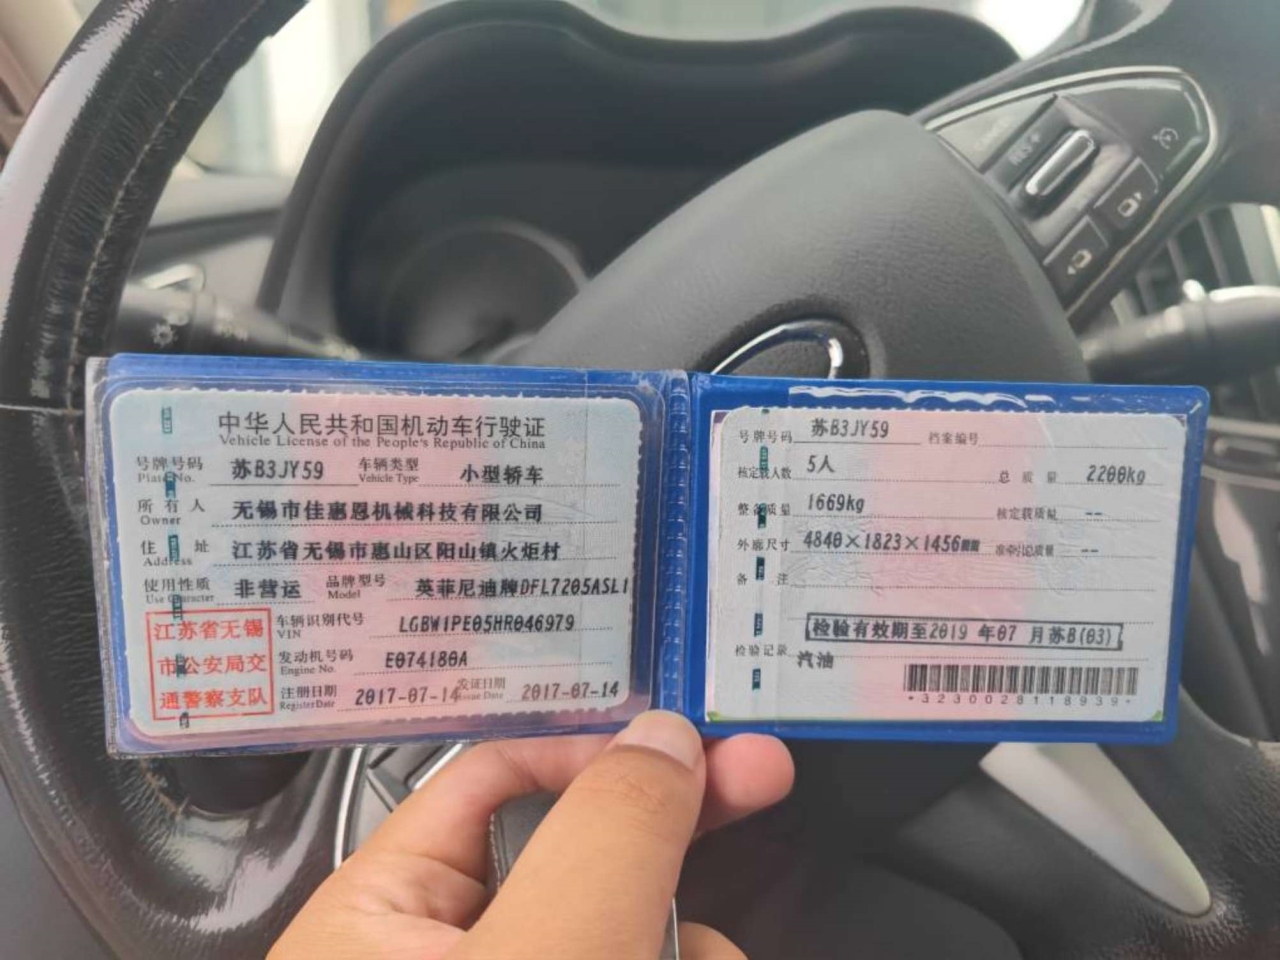 中华人民共和国机动车行驶证
Vehicle License of the People's Republic of China
号牌号码 苏B3JY59 车辆类型 小型轿车
Plate No. Vehicle Type
所有人 无锡市佳惠恩机械科技有限公司
Owner
住址 江苏省无锡市惠山区阳山镇火炬村
Address
使用性质 非营运 品牌型号 英菲尼迪牌DFL7205ASL1
Use Character Model
江苏省无锡
市公安局交
通警察支队
车辆识别代号 LGBW1PE05HR046979
VIN
发动机号码 E074180A
Engine No.
注册日期 2017-07-14 发证日期 2017-07-14
Register Date Issue Date
号牌号码 苏B3JY59 档案编号
核定载人数 5人 总质量 2200kg
整备质量 1669kg 核定载质量 --
外廓尺寸 4840×1823×1456㎜ 准牵引总质量 --
备注
检验有效期至2019 年07 月苏B(03)
检验记录
汽油
*3230028118939*
CANCEL
RES +